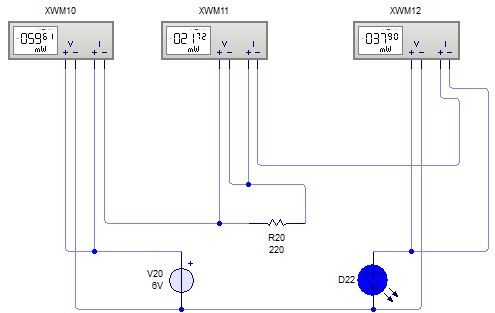 XWM10
XWM11
XWM12
-059.61
mW
V
I
+ -
+ -
-021.72
mW
V
I
+ -
+ -
-037.90
mW
V
I
+ -
+ -
R20
220
V20
6V
+
D22